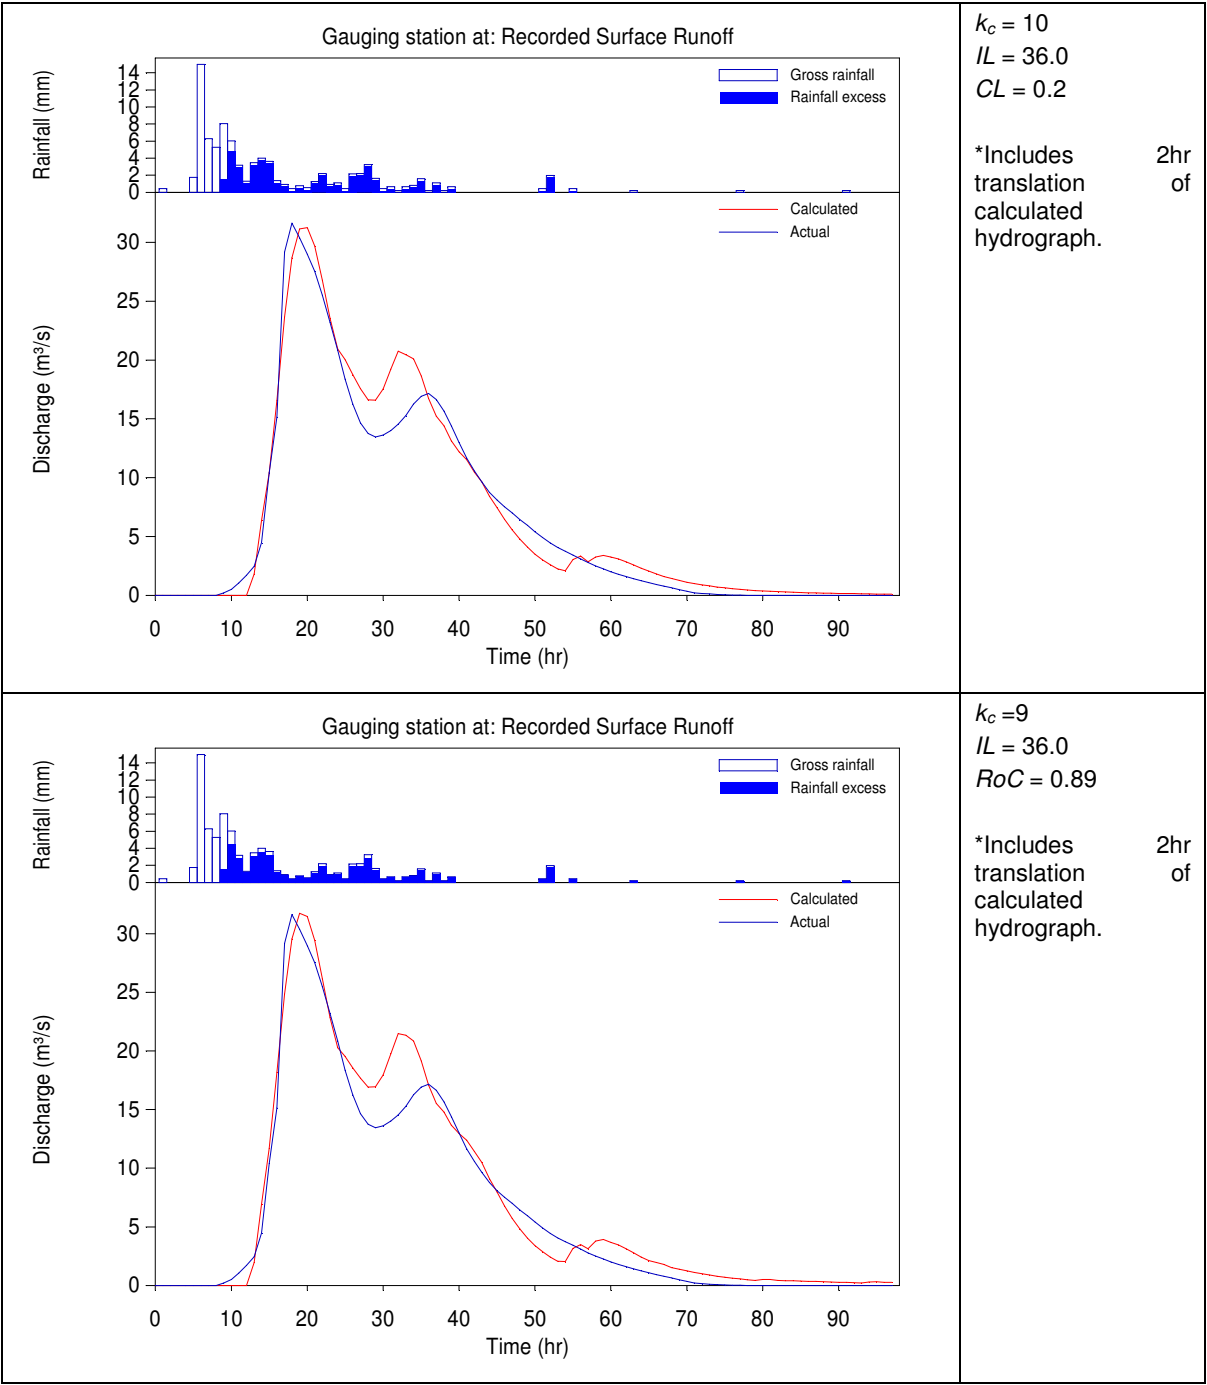 Gauging station at: Recorded Surface Runoff
Rainfall (mm)
14
12
10
8
6
4
2
0
Gross rainfall
Rainfall excess
Calculated
Actual
Discharge (m³/s)
30
25
20
15
10
5
0
0 10 20 30 40 50 60 70 80 90
Time (hr)
kc = 10
IL = 36.0
CL = 0.2
*Includes 2hr
translation of
calculated
hydrograph.
Gauging station at: Recorded Surface Runoff
Rainfall (mm)
14
12
10
8
6
4
2
0
Gross rainfall
Rainfall excess
Calculated
Actual
Discharge (m³/s)
30
25
20
15
10
5
0
0 10 20 30 40 50 60 70 80 90
Time (hr)
kc =9
IL = 36.0
RoC = 0.89
*Includes 2hr
translation of
calculated
hydrograph.